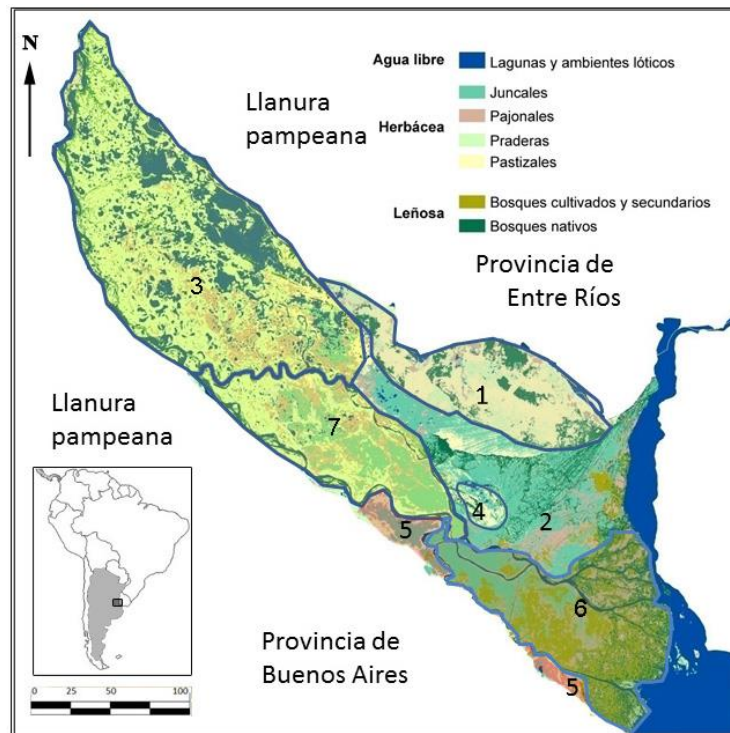 N
Llanura
pampeana
Agua libre
Lagunas y ambientes lóticos
Herbácea
Juncales
Pajonales
Praderas
Pastizales
Leñosa
Bosques cultivados y secundarios
Bosques nativos
Provincia de
Entre Ríos
3
1
Llanura
pampeana
7
4
2
5
6
Provincia de
Buenos Aires
5
0 25 50 75 100